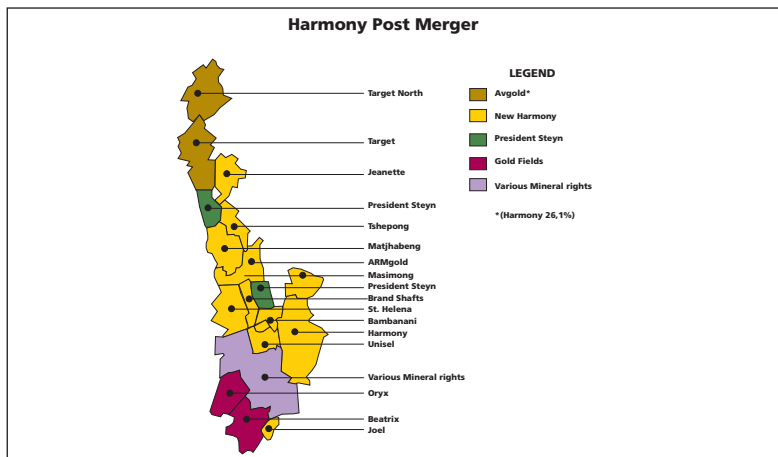 Harmony Post Merger
Target North
Target
Jeanette
President Steyn
Tshepong
Matjhabeng
ARMgold
Masimong
President Steyn
Brand Shafts
St. Helena
Bambanani
Harmony
Unisel
Various Mineral rights
Oryx
Beatrix
Joel
LEGEND
Avgold*
New Harmony
President Steyn
Gold Fields
Various Mineral rights
*(Harmony 26,1%)